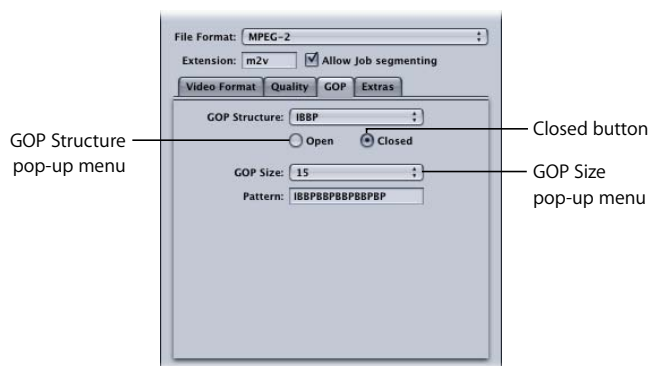 File Format: MPEG-2
Extension: m2v Allow Job segmenting
Video Format Quality GOP Extras
GOP Structure: IBBP
Open Closed
GOP Size: 15
Pattern: IBBPBBPBBPBBPBP
GOP Structure
pop-up menu
Closed button
GOP Size
pop-up menu